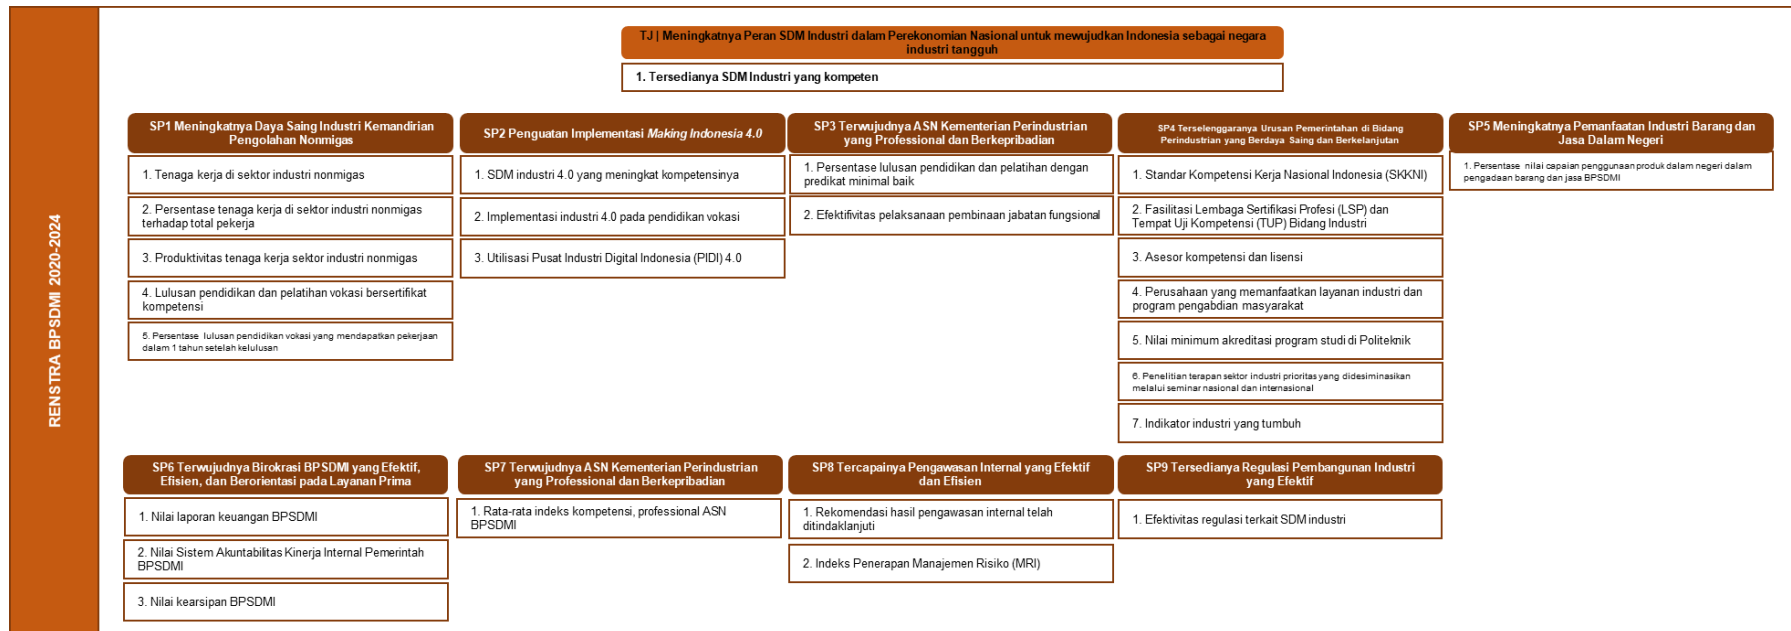 RENSTRA BPSDMI 2020-2024
TJ | Meningkatnya Peran SDM Industri dalam Perekonomian Nasional untuk mewujudkan Indonesia sebagai negara
industri tangguh
1. Tersedianya SDM Industri yang kompeten
SP1 Meningkatnya Daya Saing Industri Kemandirian
Pengolahan Nonmigas
1. Tenaga kerja di sektor industri nonmigas
2. Persentase tenaga kerja di sektor industri nonmigas
terhadap total pekerja
3. Produktivitas tenaga kerja sektor industri nonmigas
4. Lulusan pendidikan dan pelatihan vokasi bersertifikat
kompetensi
5. Persentase lulusan pendidikan vokasi yang mendapatkan pekerjaan
dalam 1 tahun setelah kelulusan
SP2 Penguatan Implementasi Making Indonesia 4.0
1. SDM industri 4.0 yang meningkat kompetensinya
2. Implementasi industri 4.0 pada pendidikan vokasi
3. Utilisasi Pusat Industri Digital Indonesia (PIDI) 4.0
SP3 Terwujudnya ASN Kementerian Perindustrian
yang Professional dan Berkepribadian
1. Persentase lulusan pendidikan dan pelatihan dengan
predikat minimal baik
2. Efektifivitas pelaksanaan pembinaan jabatan fungsional
SP4 Terselenggaranya Urusan Pemerintahan di Bidang
Perindustrian yang Berdaya Saing dan Berkelanjutan
1. Standar Kompetensi Kerja Nasional Indonesia (SKKNI)
2. Fasilitasi Lembaga Sertifikasi Profesi (LSP) dan
Tempat Uji Kompetensi (TUP) Bidang Industri
3. Asesor kompetensi dan lisensi
4. Perusahaan yang memanfaatkan layanan industri dan
program pengabdian masyarakat
5. Nilai minimum akreditasi program studi di Politeknik
6. Penelitian terapan sektor industri prioritas yang didesiminasikan
melalui seminar nasional dan internasional
7. Indikator industri yang tumbuh
SP5 Meningkatnya Pemanfaatan Industri Barang dan
Jasa Dalam Negeri
1. Persentase nilai capaian penggunaan produk dalam negeri dalam
pengadaan barang dan jasa BPSDMI
SP6 Terwujudnya Birokrasi BPSDMI yang Efektif,
Efisien, dan Berorientasi pada Layanan Prima
1. Nilai laporan keuangan BPSDMI
2. Nilai Sistem Akuntabilitas Kinerja Internal Pemerintah
BPSDMI
3. Nilai kearsipan BPSDMI
SP7 Terwujudnya ASN Kementerian Perindustrian
yang Professional dan Berkepribadian
1. Rata-rata indeks kompetensi, professional ASN
BPSDMI
SP8 Tercapainya Pengawasan Internal yang Efektif
dan Efisien
1. Rekomendasi hasil pengawasan internal telah
ditindaklanjuti
2. Indeks Penerapan Manajemen Risiko (MRI)
SP9 Tersedianya Regulasi Pembangunan Industri
yang Efektif
1. Efektivitas regulasi terkait SDM industri